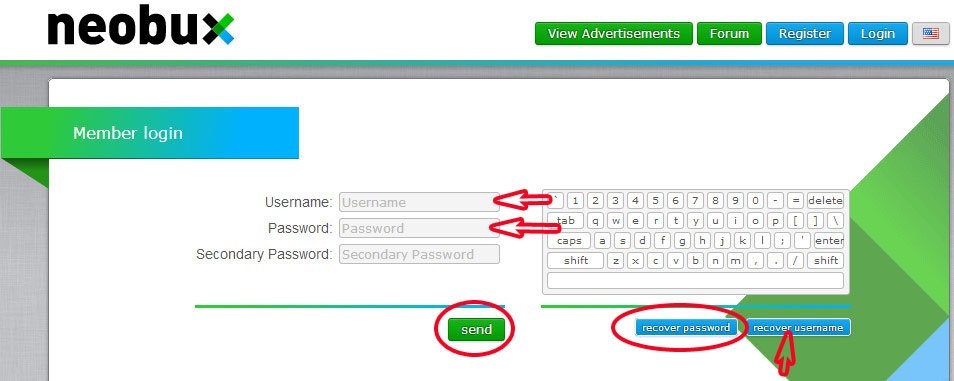 neobux
View Advertisements Forum Register Login
Member login
Username: Username
Password: Password
Secondary Password: Secondary Password
` 1 2 3 4 5 6 7 8 9 0 - = delete
tab q w e r t y u i o p [ ] \
caps a s d f g h j k l ; ' enter
shift z x c v b n m , . / shift
send
recover password recover username